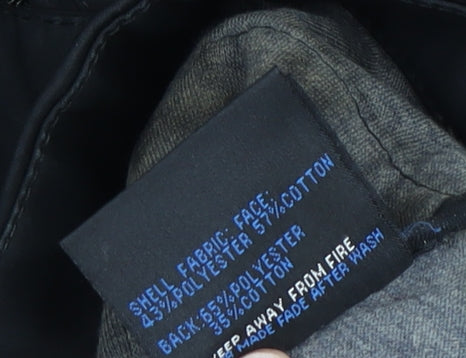 SHELL FABRIC: FACE:
43%POLYESTER 57%COTTON
BACK:65%POLYESTER
35%COTTON
KEEP AWAY FROM FIRE
MADE FADE AFTER WASH